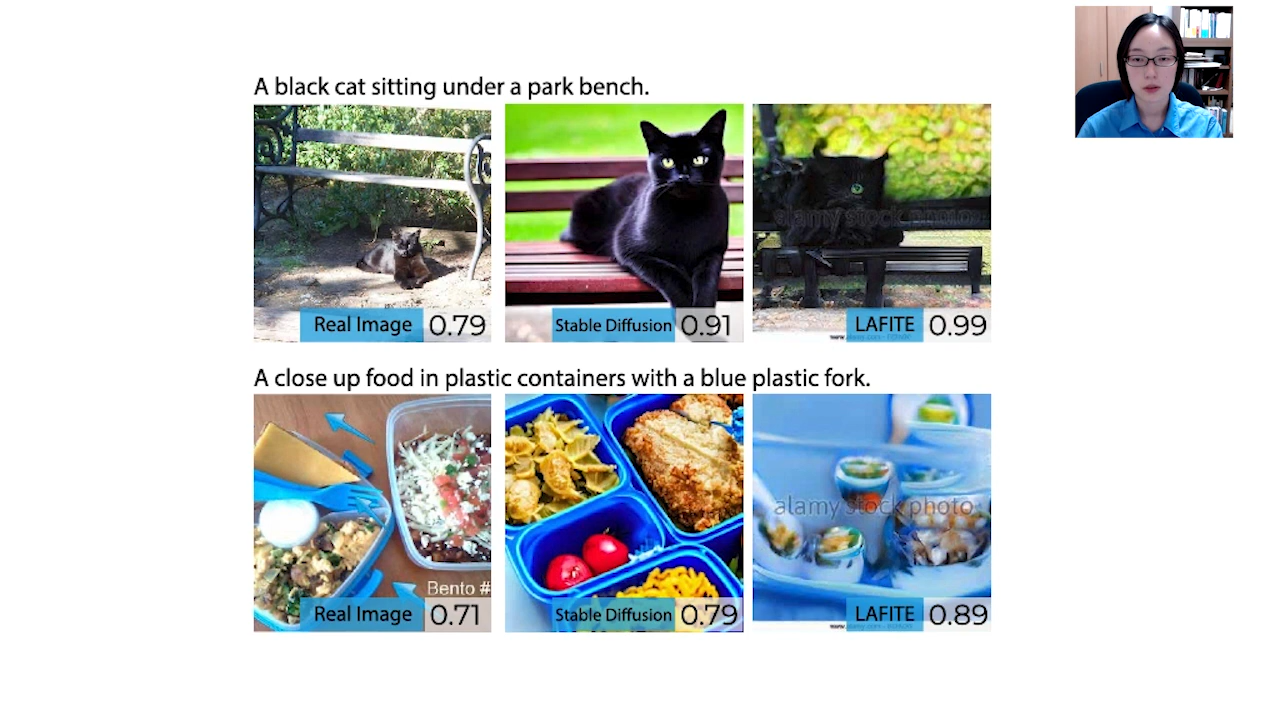 A black cat sitting under a park bench.
alamy stock photo
Real Image 0.79
Stable Diffusion 0.91
LAFITE 0.99
A close up food in plastic containers with a blue plastic fork.
alamy stock photo
Bento #
Real Image 0.71
Stable Diffusion 0.79
LAFITE 0.89